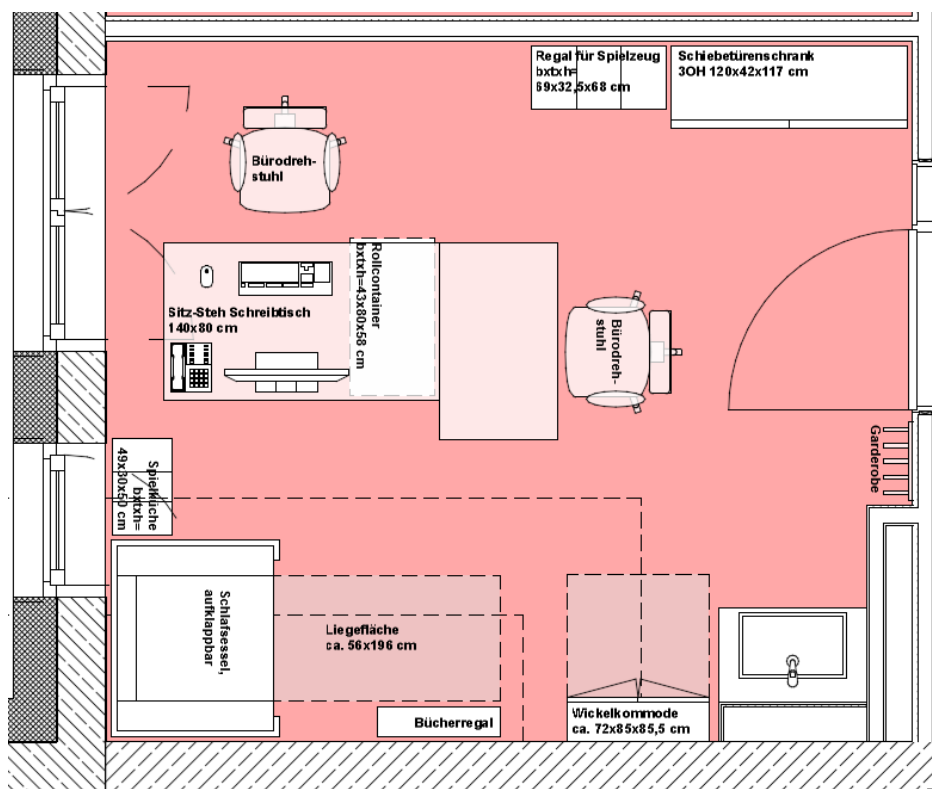 Regal für Spielzeug
bxtxh=
69x32,5x68 cm
Schiebetürenschrank
3OH 120x42x117 cm
Bürodreh-
stuhl
Rollcontainer
bxtxh=43x80x58 cm
Sitz-Steh Schreibtisch
140x80 cm
Bürodreh-
stuhl
Garderobe
Spielküche
bxtxh=
49x30x50 cm
Schlafsessel,
aufklappbar
Liegefläche
ca. 56x196 cm
Bücherregal
Wickelkommode
ca. 72x85x85,5 cm